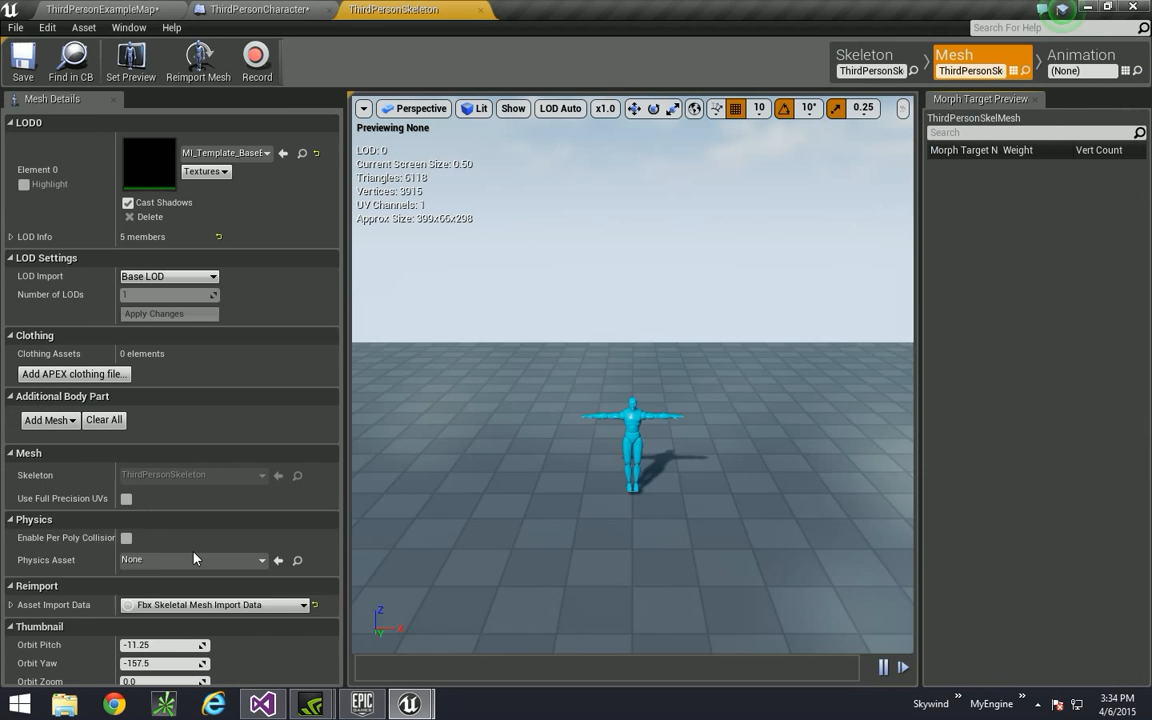 ThirdPersonExampleMap*
ThirdPersonCharacter*
ThirdPersonSkeleton
File Edit Asset Window Help
Search For Help
Save Find in CB Set Preview Reimport Mesh Record
Skeleton
ThirdPersonSk
Mesh
ThirdPersonSk
Animation
(None)
Mesh Details
LOD0
Element 0
Highlight
MI_Template_BaseE
Textures
Cast Shadows
Delete
LOD Info 5 members
LOD Settings
LOD Import Base LOD
Number of LODs 1
Apply Changes
Clothing
Clothing Assets 0 elements
Add APEX clothing file...
Additional Body Part
Add Mesh Clear All
Mesh
Skeleton ThirdPersonSkeleton
Use Full Precision UVs
Physics
Enable Per Poly Collision
Physics Asset None
Reimport
Asset Import Data Fbx Skeletal Mesh Import Data
Thumbnail
Orbit Pitch -11.25
Orbit Yaw -157.5
Orbit Zoom 0.0
Perspective Lit Show LOD Auto x1.0 10 10° 0.25
Previewing None
LOD: 0
Current Screen Size: 0.50
Triangles: 6118
Vertices: 3915
UV Channels: 1
Approx Size: 399x66x298
Z
X
Y
Morph Target Preview
ThirdPersonSkelMesh
Search
Morph Target N Weight Vert Count
EPIC
GAMES
Skywind » MyEngine »
3:34 PM
4/6/2015